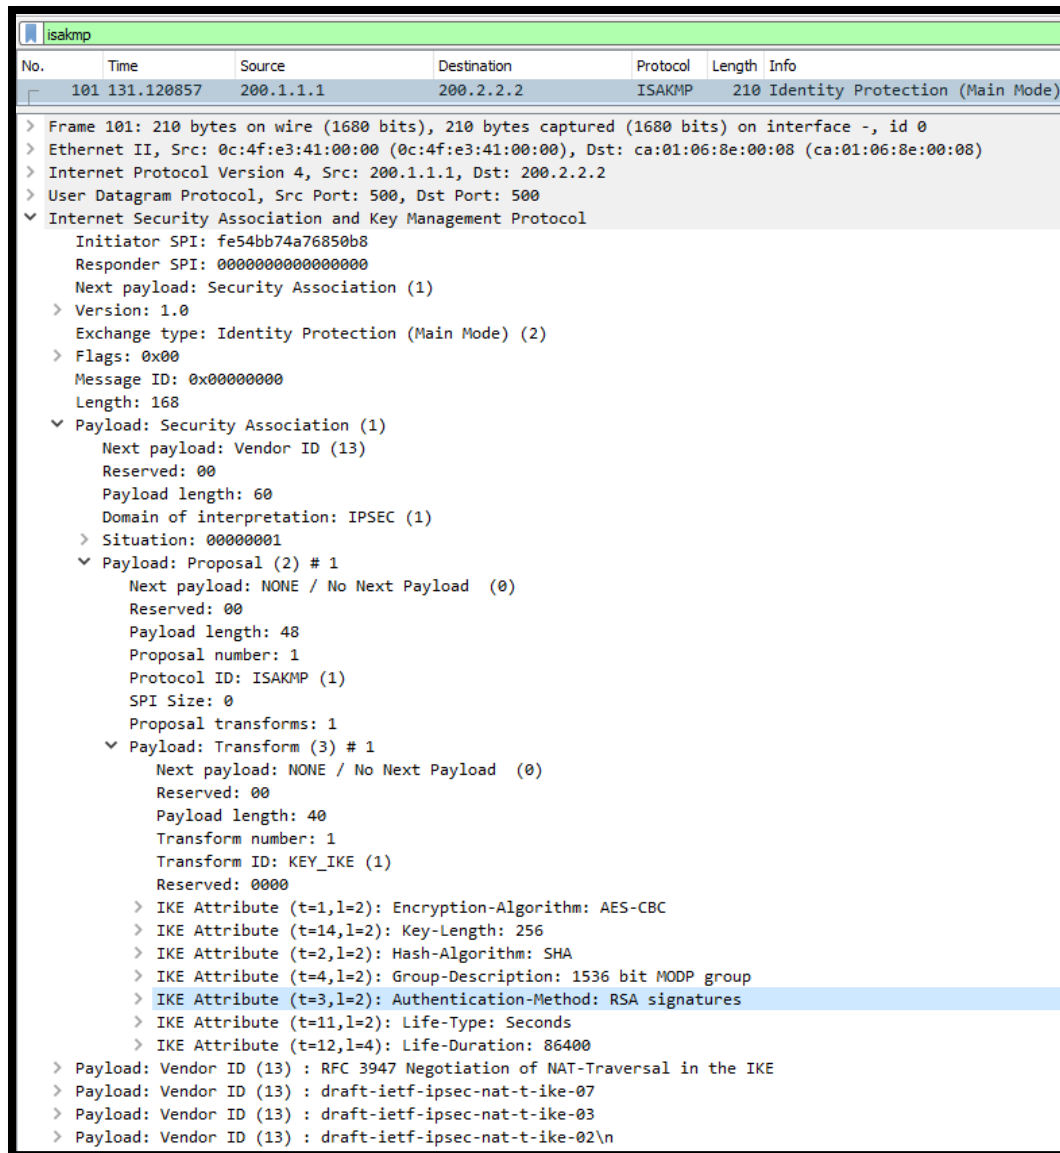 isakmp
No. Time Source Destination Protocol Length Info
101 131.120857 200.1.1.1 200.2.2.2 ISAKMP 210 Identity Protection (Main Mode)
Frame 101: 210 bytes on wire (1680 bits), 210 bytes captured (1680 bits) on interface -, id 0
Ethernet II, Src: 0c:4f:e3:41:00:00 (0c:4f:e3:41:00:00), Dst: ca:01:06:8e:00:08 (ca:01:06:8e:00:08)
Internet Protocol Version 4, Src: 200.1.1.1, Dst: 200.2.2.2
User Datagram Protocol, Src Port: 500, Dst Port: 500
Internet Security Association and Key Management Protocol
Initiator SPI: fe54bb74a76850b8
Responder SPI: 0000000000000000
Next payload: Security Association (1)
Version: 1.0
Exchange type: Identity Protection (Main Mode) (2)
Flags: 0x00
Message ID: 0x00000000
Length: 168
Payload: Security Association (1)
Next payload: Vendor ID (13)
Reserved: 00
Payload length: 60
Domain of interpretation: IPSEC (1)
Situation: 00000001
Payload: Proposal (2) # 1
Next payload: NONE / No Next Payload  (0)
Reserved: 00
Payload length: 48
Proposal number: 1
Protocol ID: ISAKMP (1)
SPI Size: 0
Proposal transforms: 1
Payload: Transform (3) # 1
Next payload: NONE / No Next Payload  (0)
Reserved: 00
Payload length: 40
Transform number: 1
Transform ID: KEY_IKE (1)
Reserved: 0000
IKE Attribute (t=1,l=2): Encryption-Algorithm: AES-CBC
IKE Attribute (t=14,l=2): Key-Length: 256
IKE Attribute (t=2,l=2): Hash-Algorithm: SHA
IKE Attribute (t=4,l=2): Group-Description: 1536 bit MODP group
IKE Attribute (t=3,l=2): Authentication-Method: RSA signatures
IKE Attribute (t=11,l=2): Life-Type: Seconds
IKE Attribute (t=12,l=4): Life-Duration: 86400
Payload: Vendor ID (13) : RFC 3947 Negotiation of NAT-Traversal in the IKE
Payload: Vendor ID (13) : draft-ietf-ipsec-nat-t-ike-07
Payload: Vendor ID (13) : draft-ietf-ipsec-nat-t-ike-03
Payload: Vendor ID (13) : draft-ietf-ipsec-nat-t-ike-02\n